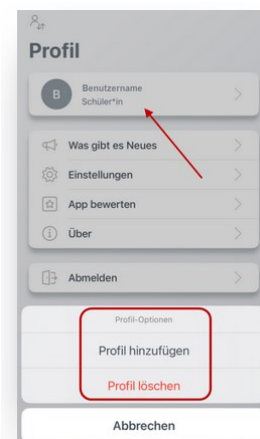 Profil
B
Benutzername
Schüler*in
Was gibt es Neues
Einstellungen
App bewerten
Über
Abmelden
Profil-Optionen
Profil hinzufügen
Profil löschen
Abbrechen